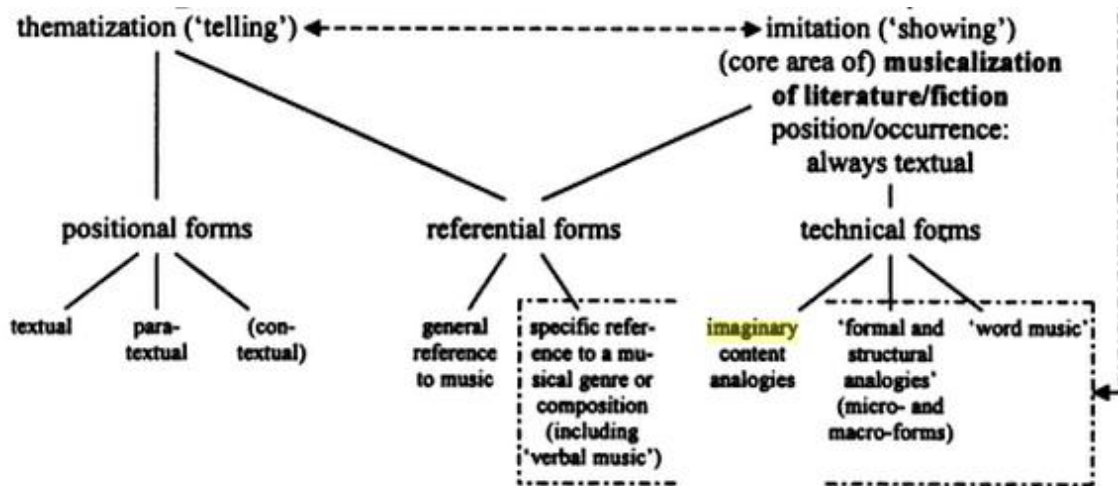 thematization ('telling')
imitation ('showing')
(core area of) musicalization
of literature/fiction
position/occurrence:
always textual
positional forms
referential forms
technical forms
textual
para-
textual
(con-
textual)
general
reference
to music
specific refer-
ence to a mu-
sical genre or
composition
(including
'verbal music')
imaginary
content
analogies
'formal and
structural
analogies'
(micro- and
macro-forms)
'word music'